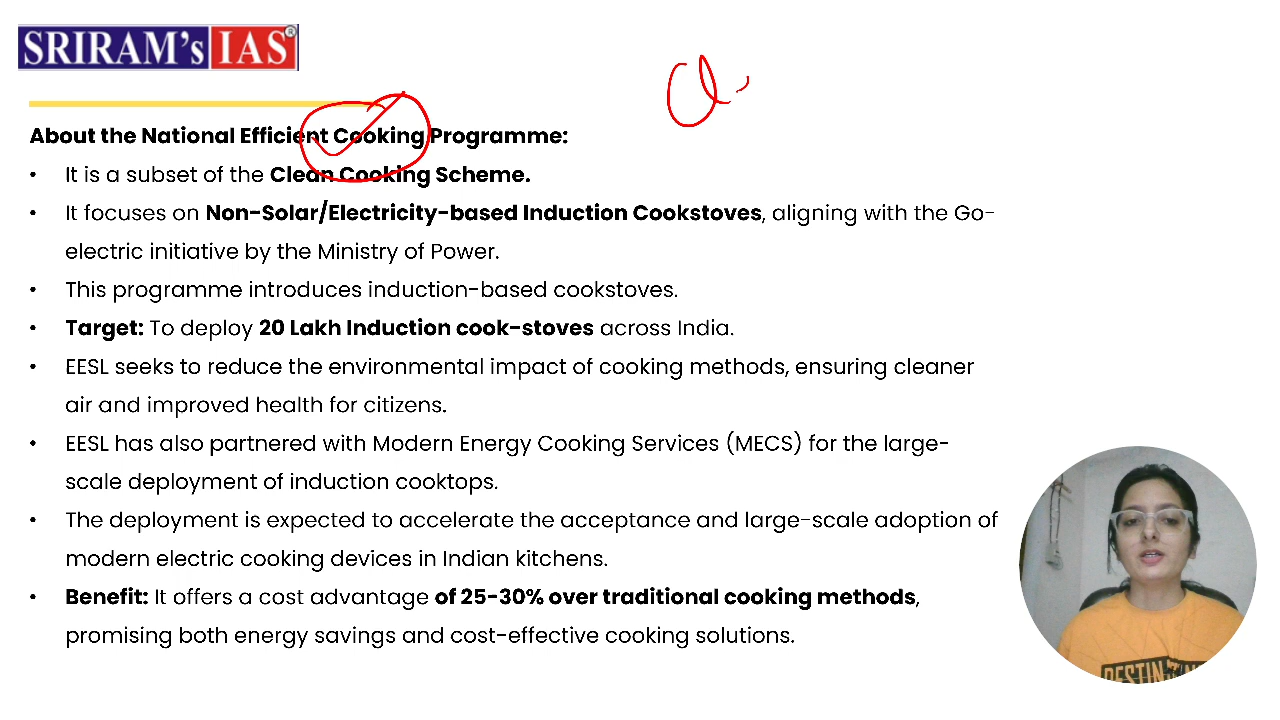 SRIRAM's IAS®
About the National Efficient Cooking Programme:
• It is a subset of the Clean Cooking Scheme.
• It focuses on Non-Solar/Electricity-based Induction Cookstoves, aligning with the Go-
electric initiative by the Ministry of Power.
• This programme introduces induction-based cookstoves.
• Target: To deploy 20 Lakh Induction cook-stoves across India.
• EESL seeks to reduce the environmental impact of cooking methods, ensuring cleaner
air and improved health for citizens.
• EESL has also partnered with Modern Energy Cooking Services (MECS) for the large-
scale deployment of induction cooktops.
• The deployment is expected to accelerate the acceptance and large-scale adoption of
modern electric cooking devices in Indian kitchens.
• Benefit: It offers a cost advantage of 25-30% over traditional cooking methods,
promising both energy savings and cost-effective cooking solutions.